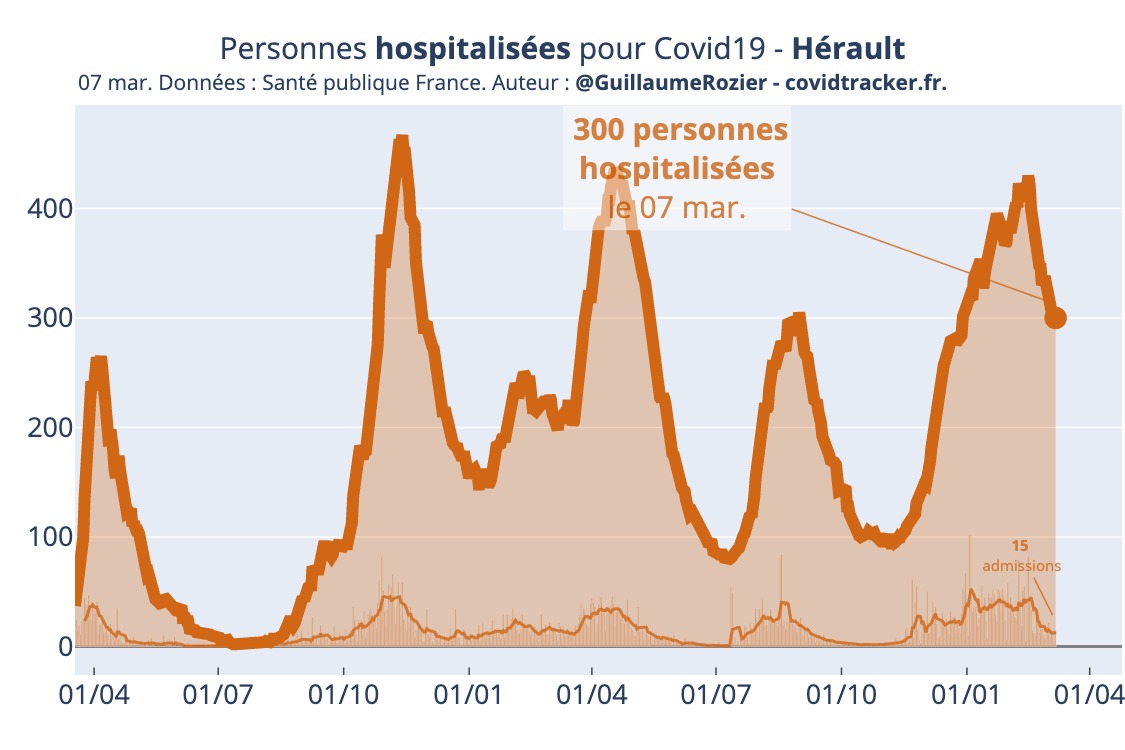 Personnes hospitalisées pour Covid19 - Hérault
07 mar. Données : Santé publique France. Auteur : @GuillaumeRozier - covidtracker.fr.
300 personnes
hospitalisées
le 07 mar.
400
300
200
100
0
15
admissions
01/04 01/07 01/10 01/01 01/04 01/07 01/10 01/01 01/04